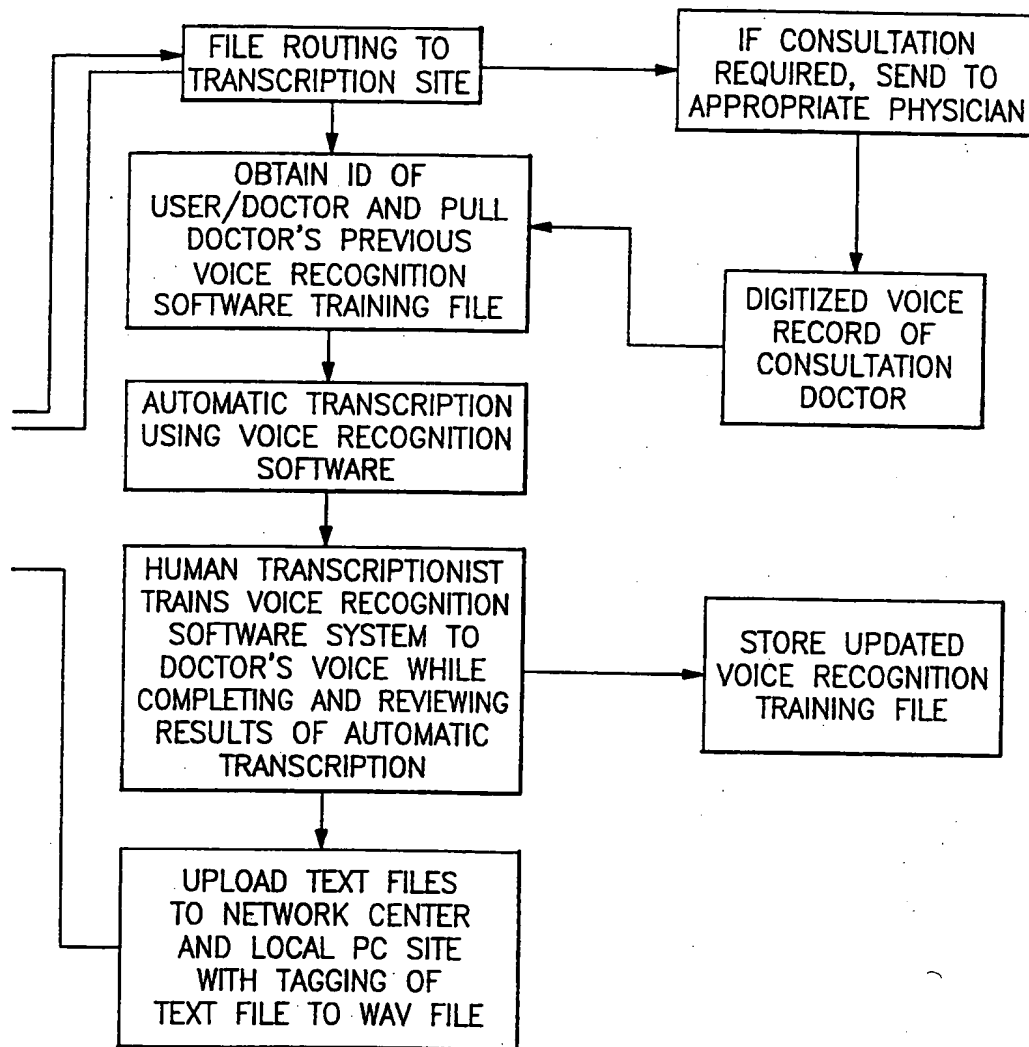 FILE ROUTING TO
TRANSCRIPTION SITE
IF CONSULTATION
REQUIRED, SEND TO
APPROPRIATE PHYSICIAN
OBTAIN ID OF
USER/DOCTOR AND PULL
DOCTOR'S PREVIOUS
VOICE RECOGNITION
SOFTWARE TRAINING FILE
DIGITIZED VOICE
RECORD OF
CONSULTATION
DOCTOR
AUTOMATIC TRANSCRIPTION
USING VOICE RECOGNITION
SOFTWARE
HUMAN TRANSCRIPTIONIST
TRAINS VOICE RECOGNITION
SOFTWARE SYSTEM TO
DOCTOR'S VOICE WHILE
COMPLETING AND REVIEWING
RESULTS OF AUTOMATIC
TRANSCRIPTION
STORE UPDATED
VOICE RECOGNITION
TRAINING FILE
UPLOAD TEXT FILES
TO NETWORK CENTER
AND LOCAL PC SITE
WITH TAGGING OF
TEXT FILE TO WAV FILE